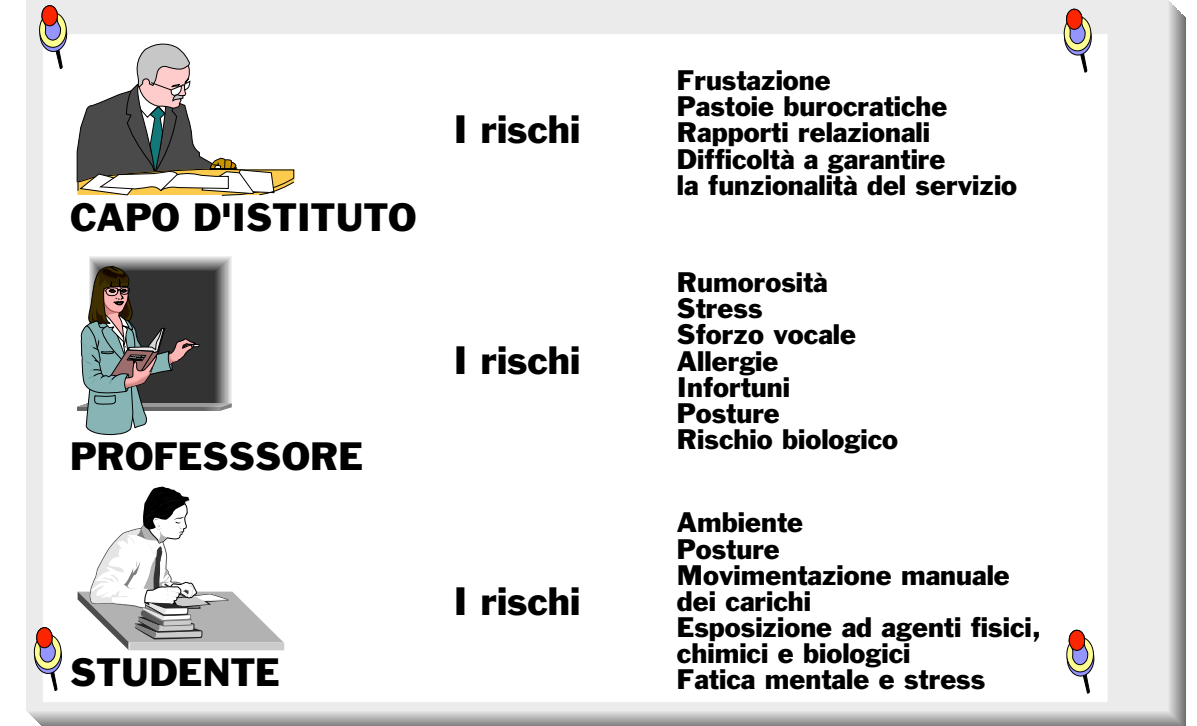 CAPO D'ISTITUTO
I rischi
Frustazione
Pastoie burocratiche
Rapporti relazionali
Difficoltà a garantire
la funzionalità del servizio
PROFESSSORE
I rischi
Rumorosità
Stress
Sforzo vocale
Allergie
Infortuni
Posture
Rischio biologico
STUDENTE
I rischi
Ambiente
Posture
Movimentazione manuale
dei carichi
Esposizione ad agenti fisici,
chimici e biologici
Fatica mentale e stress